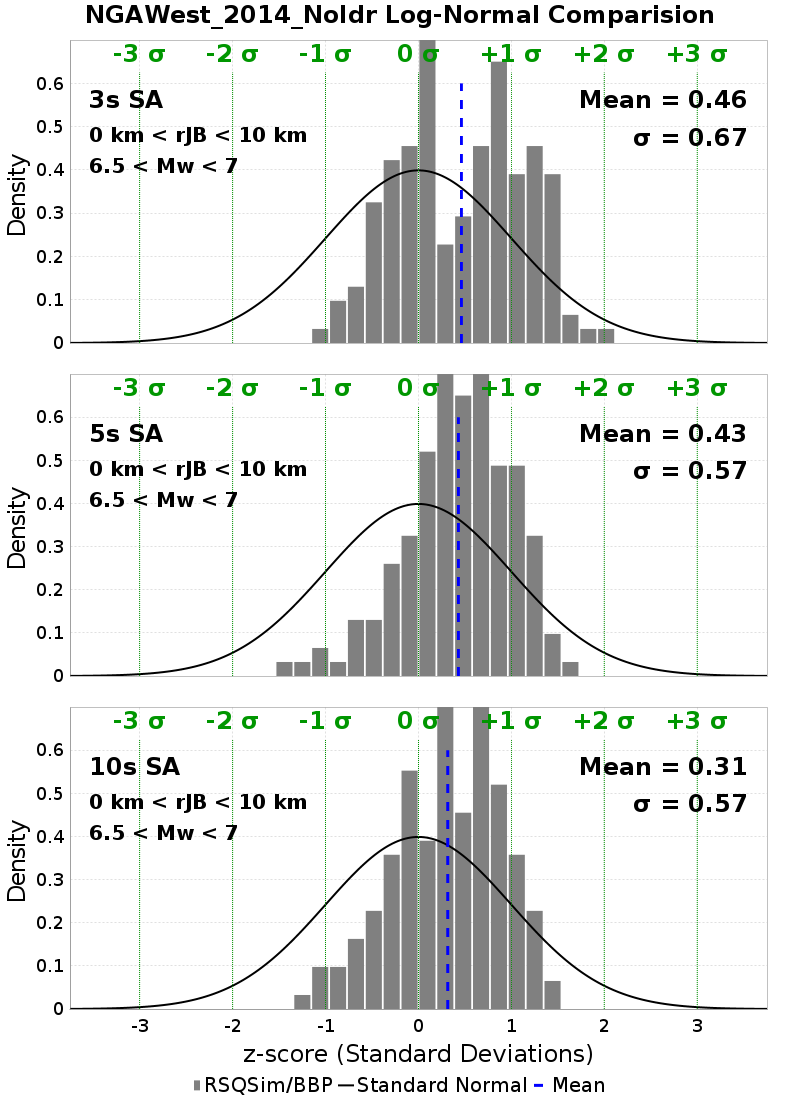 NGAWest_2014_NoIdr Log-Normal Comparision
-3 σ -2 σ -1 σ 0 σ +1 σ +2 σ +3 σ
3s SA
Mean = 0.46
0 km < rJB < 10 km
σ = 0.67
6.5 < Mw < 7
0.6
0.5
0.4
0.3
0.2
0.1
0
Density
-3 σ -2 σ -1 σ 0 σ +1 σ +2 σ +3 σ
5s SA
Mean = 0.43
0 km < rJB < 10 km
σ = 0.57
6.5 < Mw < 7
0.6
0.5
0.4
0.3
0.2
0.1
0
Density
-3 σ -2 σ -1 σ 0 σ +1 σ +2 σ +3 σ
10s SA
Mean = 0.31
0 km < rJB < 10 km
σ = 0.57
6.5 < Mw < 7
0.6
0.5
0.4
0.3
0.2
0.1
0
Density
-3 -2 -1 0 1 2 3
z-score (Standard Deviations)
RSQSim/BBP Standard Normal Mean